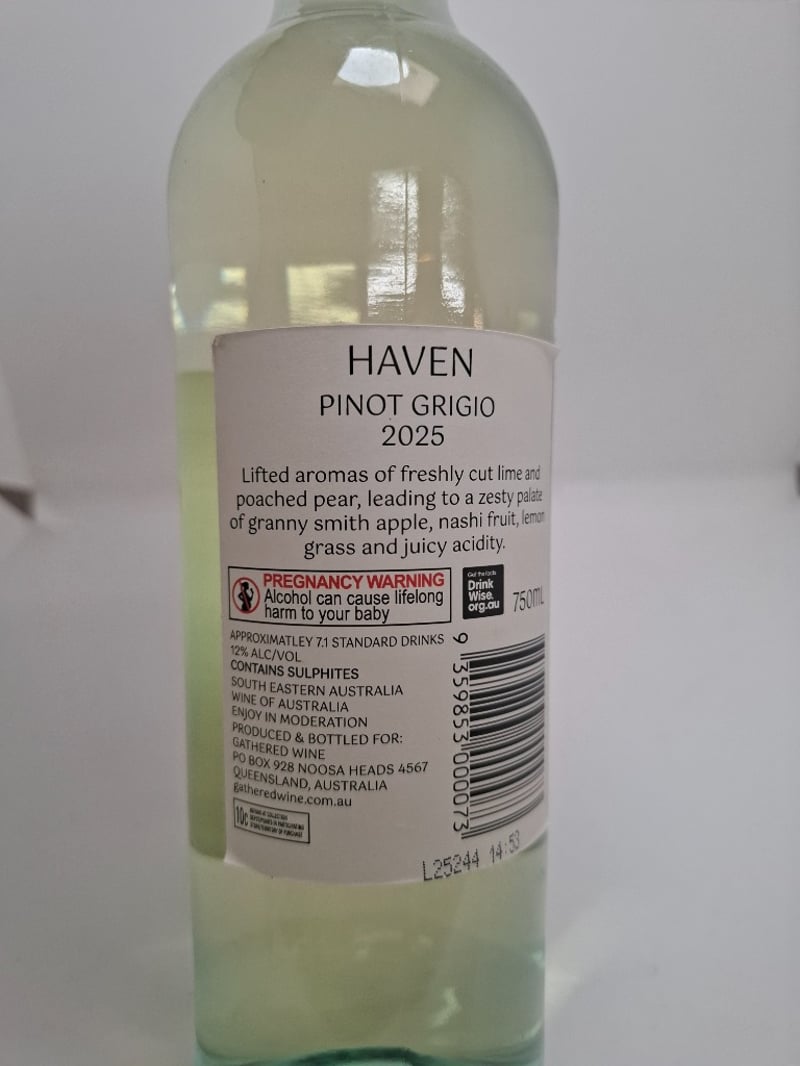 HAVEN
PINOT GRIGIO
2025
Lifted aromas of freshly cut lime and
poached pear, leading to a zesty palate
of granny smith apple, nashi fruit, lemon
grass and juicy acidity.
PREGNANCY WARNING
Alcohol can cause lifelong
harm to your baby
Get the facts
Drink
Wise.
org.au
750mL
APPROXIMATLEY 7.1 STANDARD DRINKS
12% ALC/VOL
CONTAINS SULPHITES
SOUTH EASTERN AUSTRALIA
WINE OF AUSTRALIA
ENJOY IN MODERATION
PRODUCED & BOTTLED FOR:
GATHERED WINE
PO BOX 928 NOOSA HEADS 4567
QUEENSLAND, AUSTRALIA
gatheredwine.com.au
10c
9 359853 000073
L25244 14:53